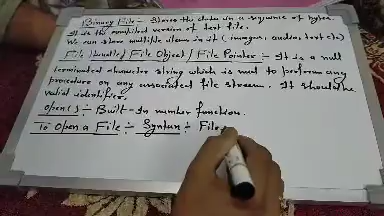 Binary File :- Stores the data in a sequence of bytes.
It is the compiled version of text file.
We can store multiple items in it (images, audio, text etc)
File Handle / File Object / File Pointer :- It is a null
terminated character string which is used to perform any
procedure on any associated file stream. It should be
valid identifier.
Open() :- Built-In number function.
To Open a File :- Syntax :- File